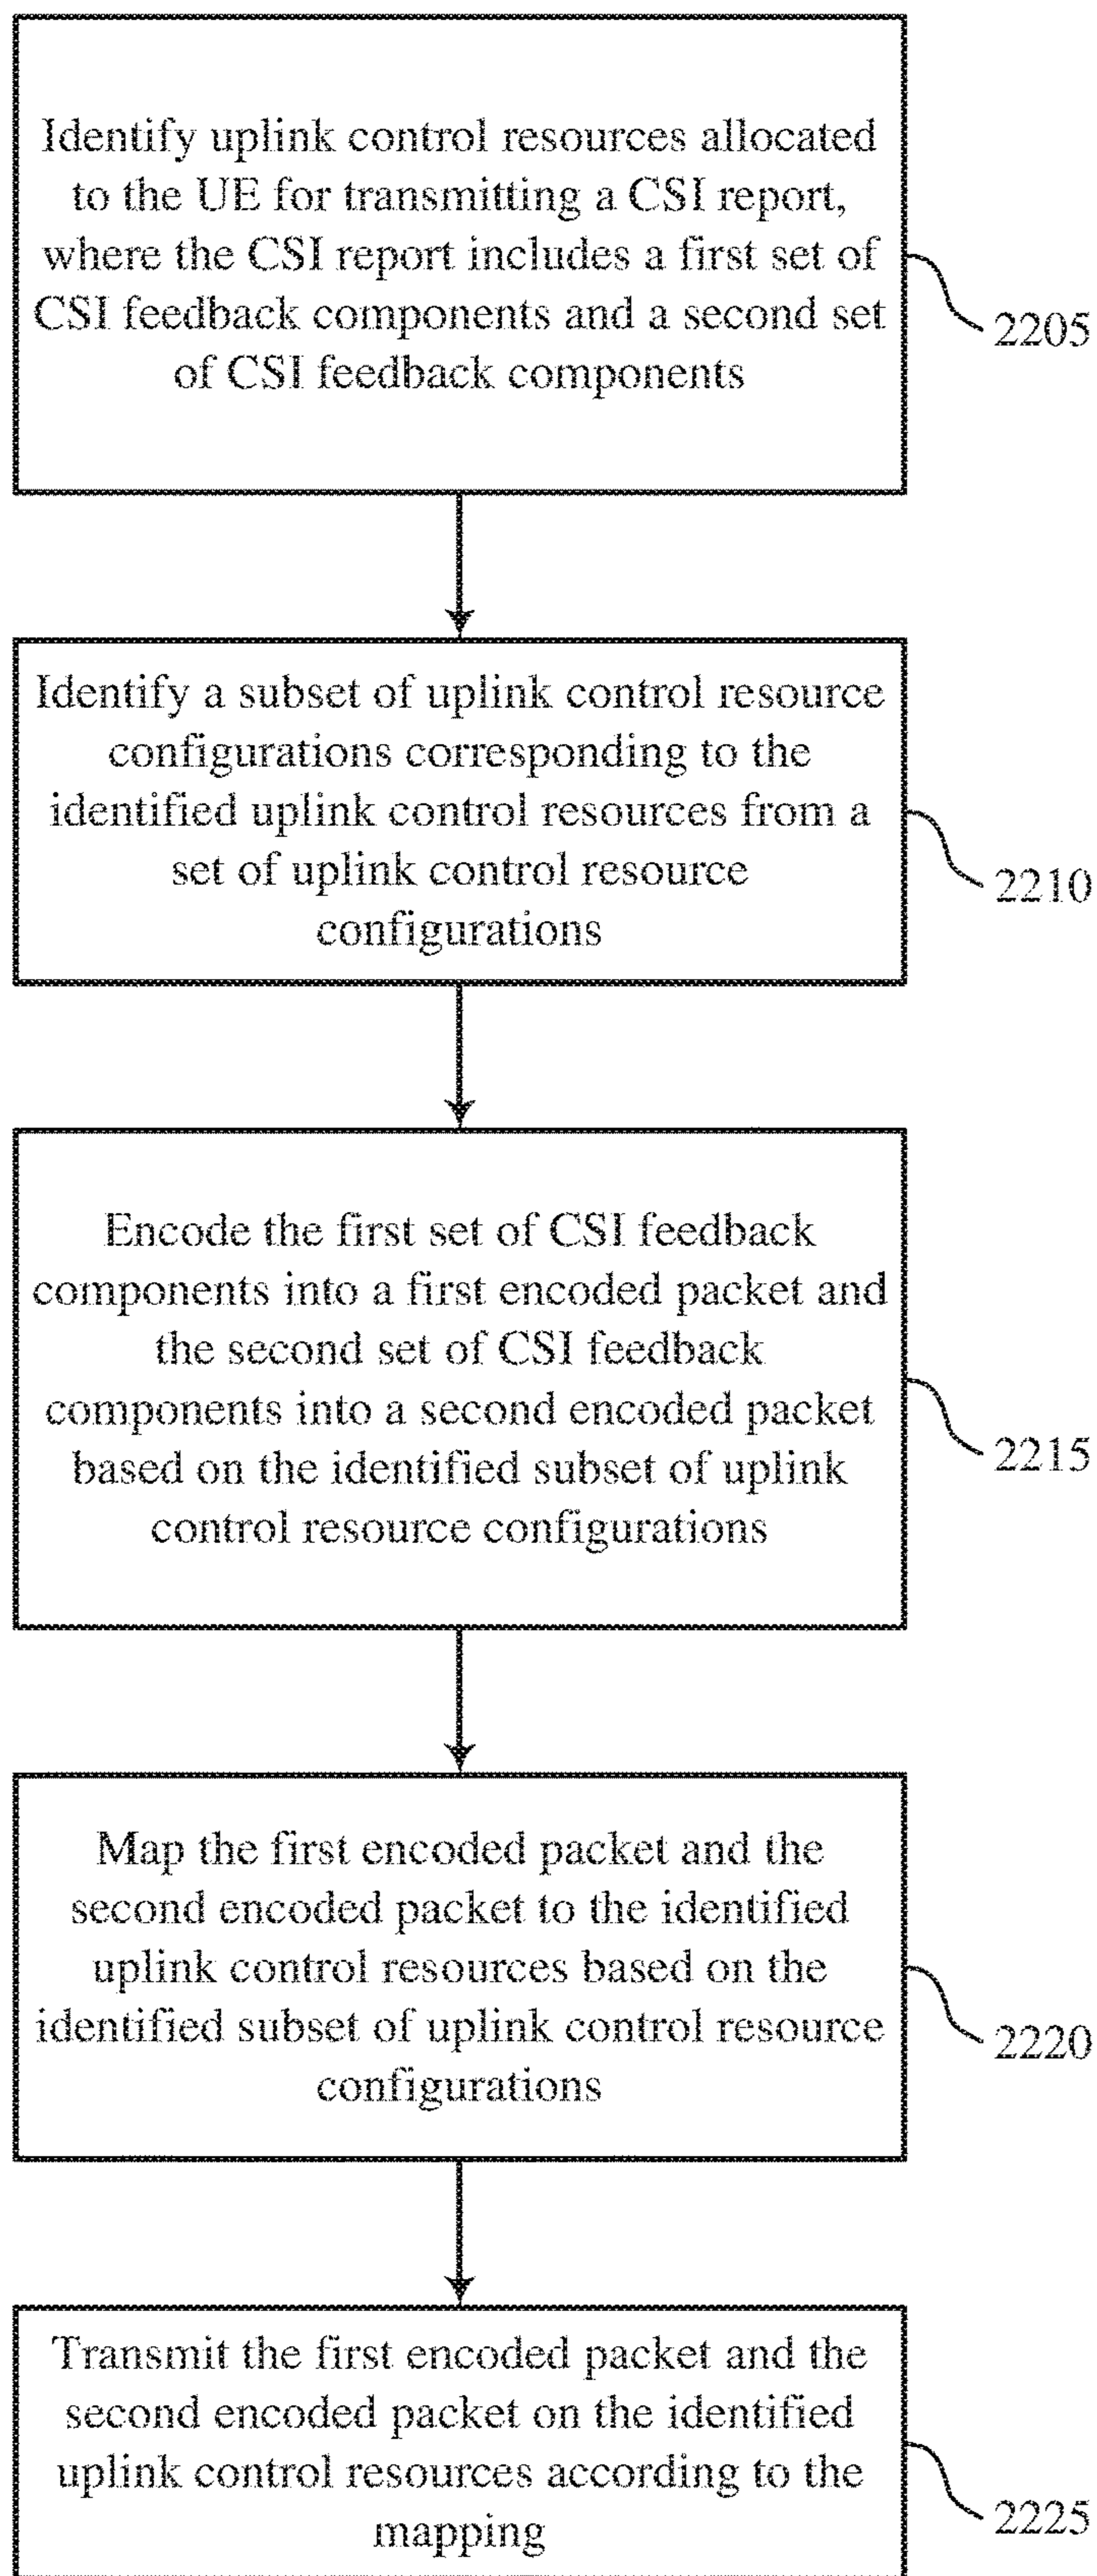 Identify uplink control resources allocated
to the UE for transmitting a CSI report,
where the CSI report includes a first set of
CSI feedback components and a second set
of CSI feedback components
2205
Identify a subset of uplink control resource
configurations corresponding to the
identified uplink control resources from a
set of uplink control resource
configurations
2210
Encode the first set of CSI feedback
components into a first encoded packet and
the second set of CSI feedback
components into a second encoded packet
based on the identified subset of uplink
control resource configurations
2215
Map the first encoded packet and the
second encoded packet to the identified
uplink control resources based on the
identified subset of uplink control resource
configurations
2220
Transmit the first encoded packet and the
second encoded packet on the identified
uplink control resources according to the
mapping
2225